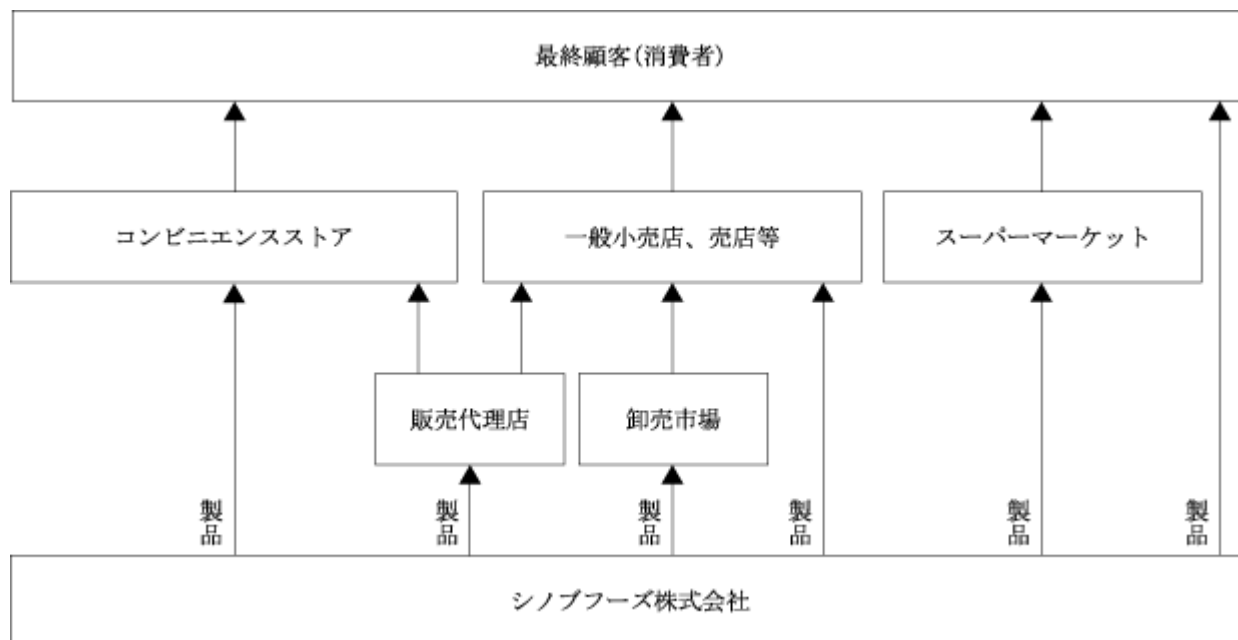 最終顧客(消費者)
コンビニエンスストア
一般小売店、売店等
スーパーマーケット
販売代理店
卸売市場
製品
製品
製品
製品
製品
製品
シノブフーズ株式会社